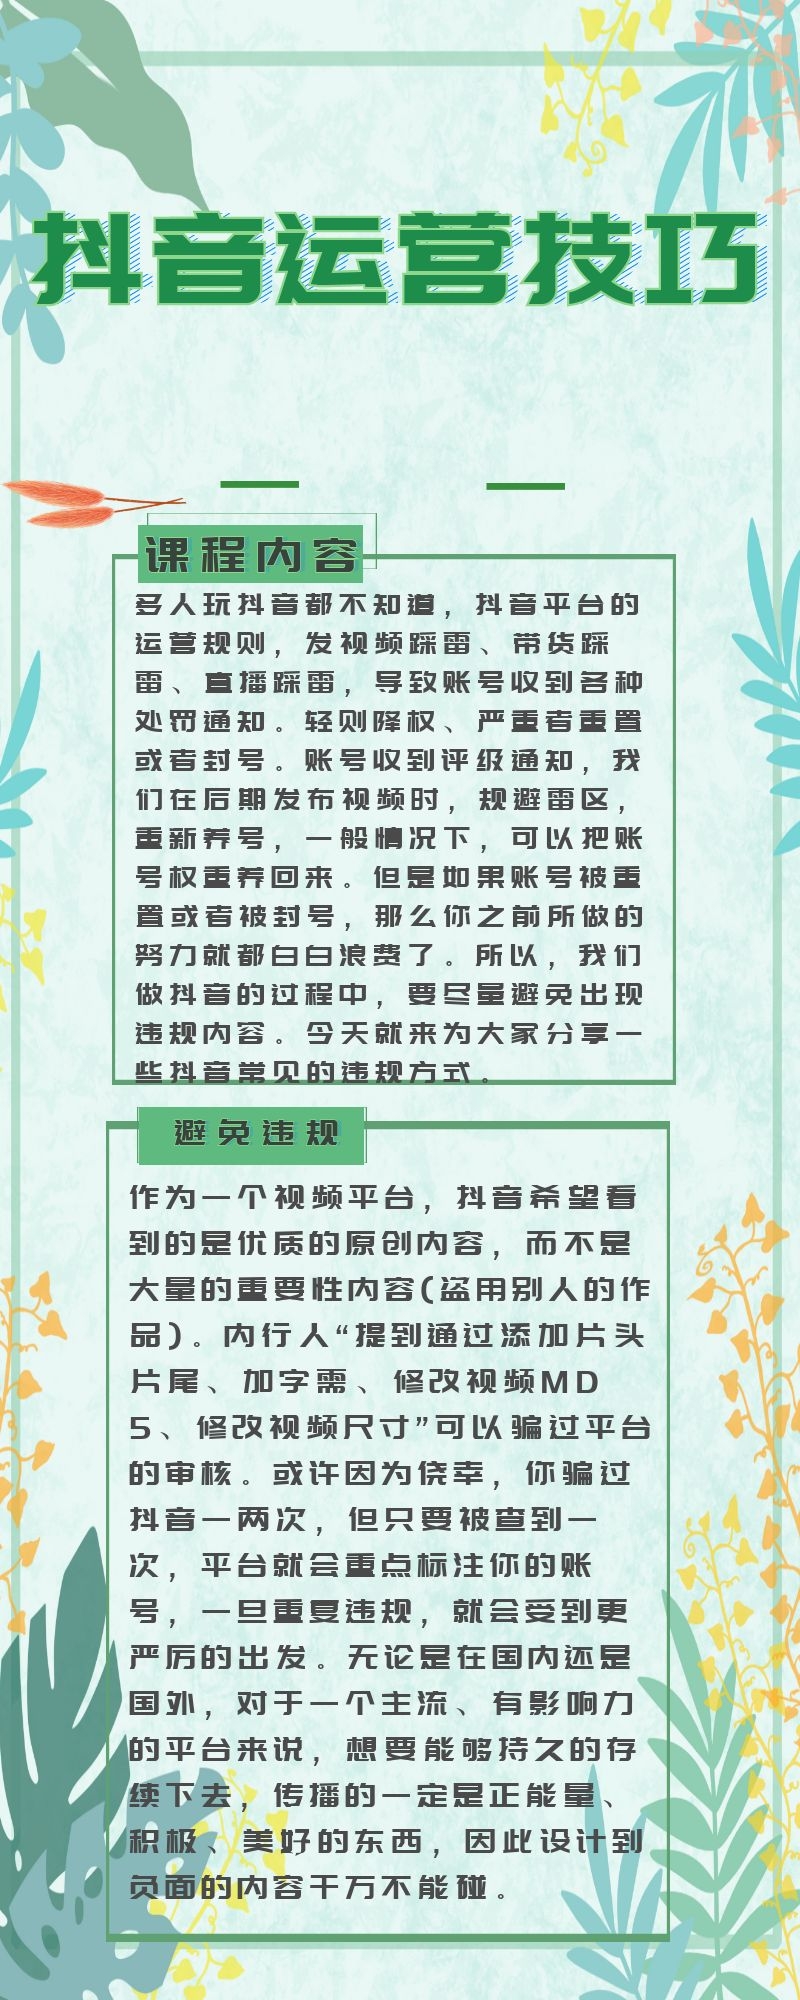 抖音运营技巧
课程内容
多人玩抖音都不知道，抖音平台的
运营规则，发视频踩雷、带货踩
雷、直播踩雷，导致账号收到各种
处罚通知。轻则降权、严重者重置
或者封号。账号收到评级通知，我
们在后期发布视频时，规避雷区，
重新养号，一般情况下，可以把账
号权重养回来。但是如果账号被重
置或者被封号，那么你之前所做的
努力就都白白浪费了。所以，我们
做抖音的过程中，要尽量避免出现
违规内容。今天就来为大家分享一
些抖音常见的违规方式。
避免违规
作为一个视频平台，抖音希望看
到的是优质的原创内容，而不是
大量的重要性内容(盗用别人的作
品)。内行人“提到通过添加片头
片尾、加字需、修改视频MD
5、修改视频尺寸”可以骗过平台
的审核。或许因为侥幸，你骗过
抖音一两次，但只要被查到一
次，平台就会重点标注你的账
号，一旦重复违规，就会受到更
严厉的出发。无论是在国内还是
国外，对于一个主流、有影响力
的平台来说，想要能够持久的存
续下去，传播的一定是正能量、
积极、美好的东西，因此设计到
负面的内容千万不能碰。